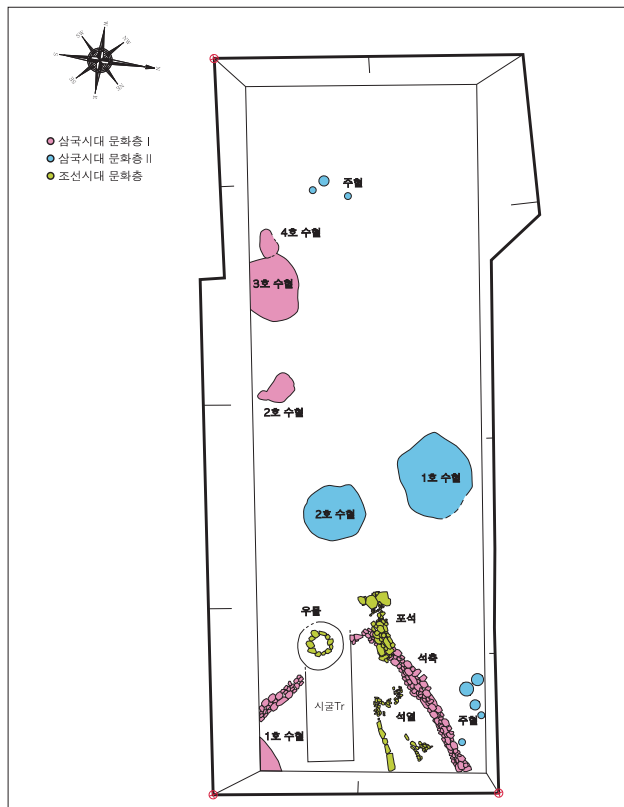 삼국시대 문화층 I
삼국시대 문화층 II
조선시대 문화층
주혈
4호 수혈
3호 수혈
2호 수혈
1호 수혈
2호 수혈
우물
포석
석축
시굴Tr
석열
주혈
1호 수혈